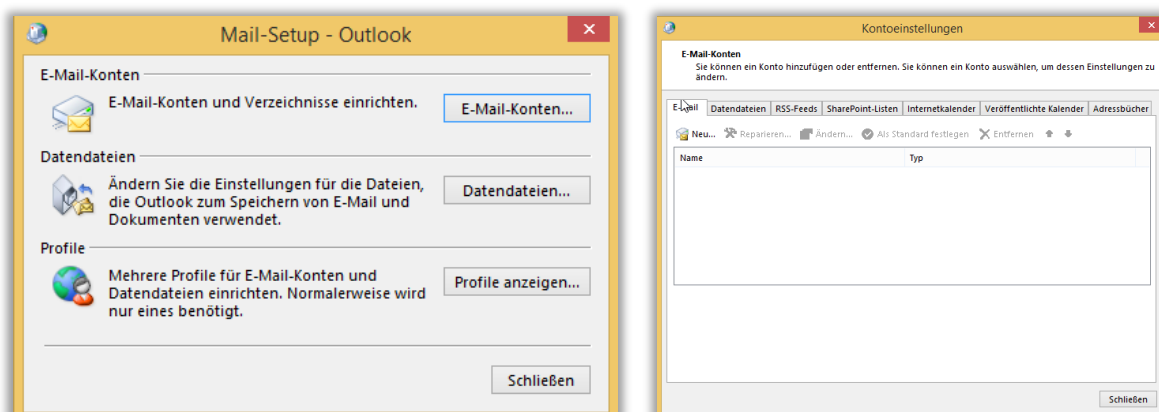 Mail-Setup - Outlook
E-Mail-Konten
E-Mail-Konten und Verzeichnisse einrichten.
E-Mail-Konten...
Datendateien
Ändern Sie die Einstellungen für die Dateien,
die Outlook zum Speichern von E-Mail und
Dokumenten verwendet.
Datendateien...
Profile
Mehrere Profile für E-Mail-Konten und
Datendateien einrichten. Normalerweise wird
nur eines benötigt.
Profile anzeigen...
Schließen
Kontoeinstellungen
E-Mail-Konten
Sie können ein Konto hinzufügen oder entfernen. Sie können ein Konto auswählen, um dessen Einstellungen zu
ändern.
E-Mail Datendateien RSS-Feeds SharePoint-Listen Internetkalender Veröffentlichte Kalender Adressbücher
Neu... Reparieren... Ändern... Als Standard festlegen Entfernen
Name Typ
Schließen